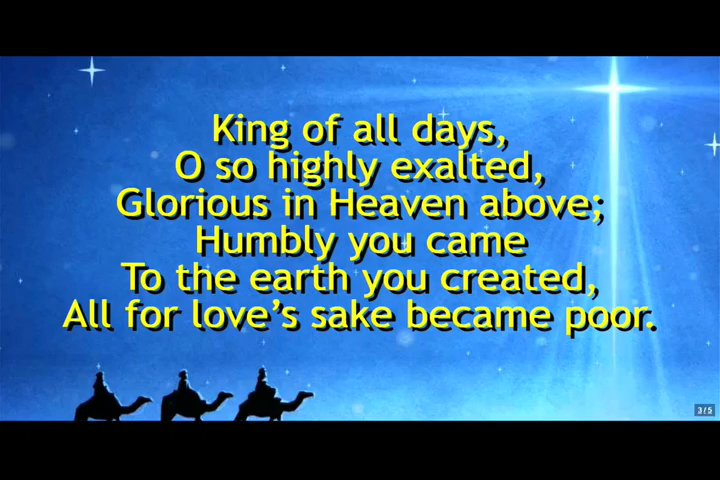 King of all days,
O so highly exalted,
Glorious in Heaven above;
Humbly you came
To the earth you created,
All for love’s sake became poor.
3/5